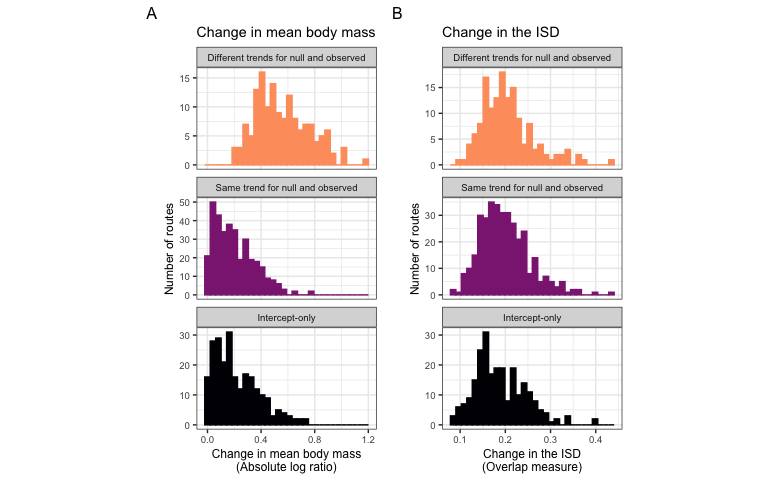 A
Change in mean body mass
Different trends for null and observed
15
10
5
0
Same trend for null and observed
50
40
30
20
10
0
Number of routes
Intercept-only
30
20
10
0
0.0 0.4 0.8 1.2
Change in mean body mass
(Absolute log ratio)
B
Change in the ISD
Different trends for null and observed
15
10
5
0
Same trend for null and observed
30
20
10
0
Number of routes
Intercept-only
30
20
10
0
0.1 0.2 0.3 0.4
Change in the ISD
(Overlap measure)